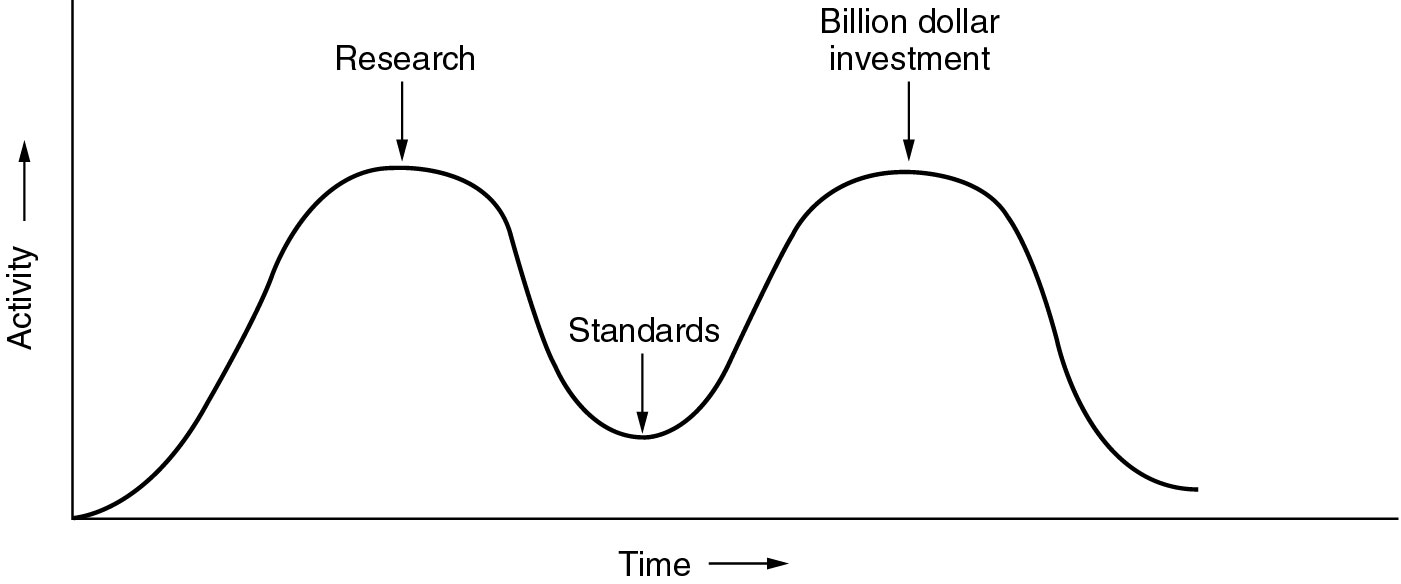 Billion dollar
investment
Research
Standards
Activity
Time